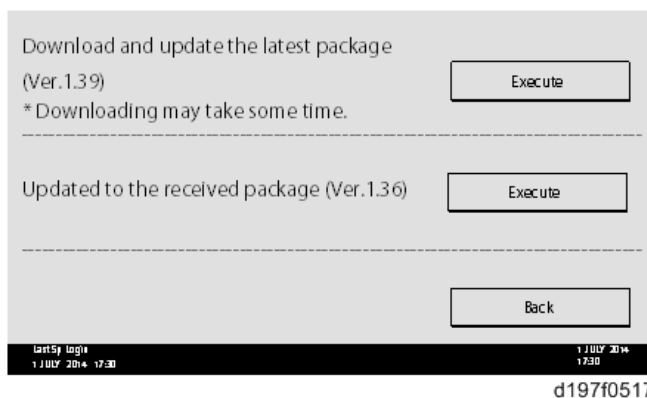 Download and update the latest package
(Ver.1.39)
Execute
* Downloading may take some time.
Updated to the received package (Ver.1.36)
Execute
Back
LastSp Login
1 JULY 2014 17:30
1 JULY 2014
17:30
d197f0517